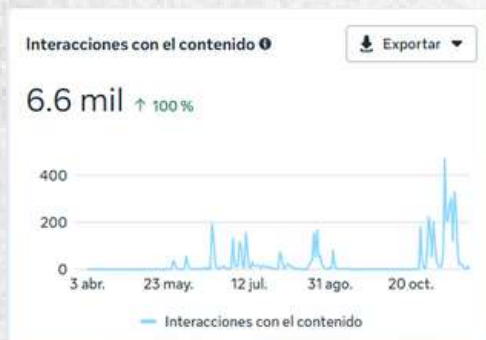 Interacciones con el contenido
Exportar
6.6 mil ↑ 100 %
400
200
0
3 abr. 23 may. 12 jul. 31 ago. 20 oct.
Interacciones con el contenido